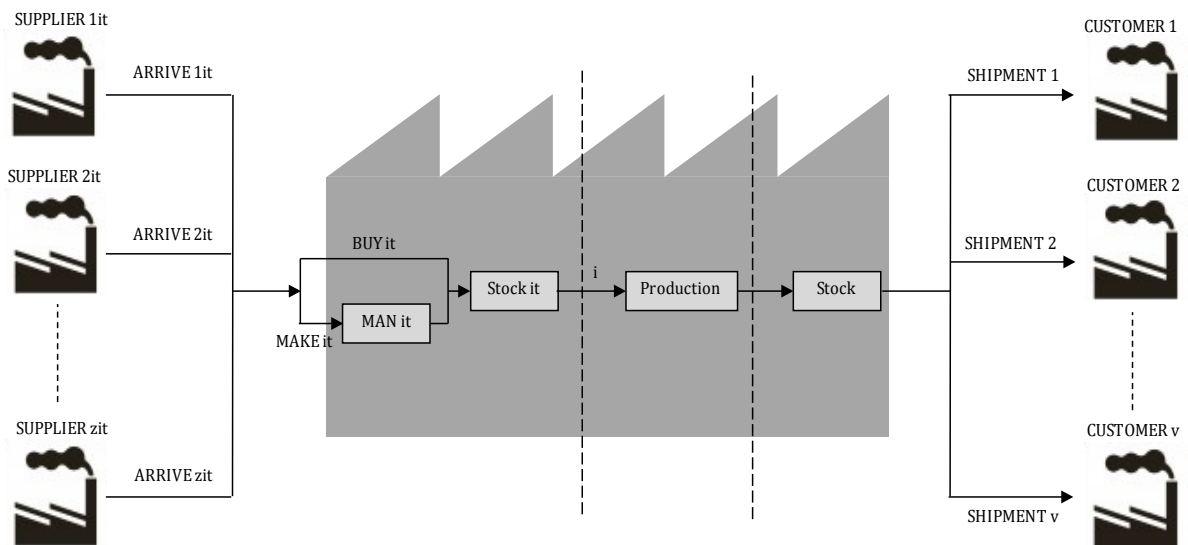 SUPPLIER 1it
ARRIVE 1it
SUPPLIER 2it
ARRIVE 2it
SUPPLIER zit
ARRIVE zit
BUY it
MAKE it
MAN it
Stock it
i
Production
Stock
SHIPMENT 1
CUSTOMER 1
SHIPMENT 2
CUSTOMER 2
SHIPMENT v
CUSTOMER v